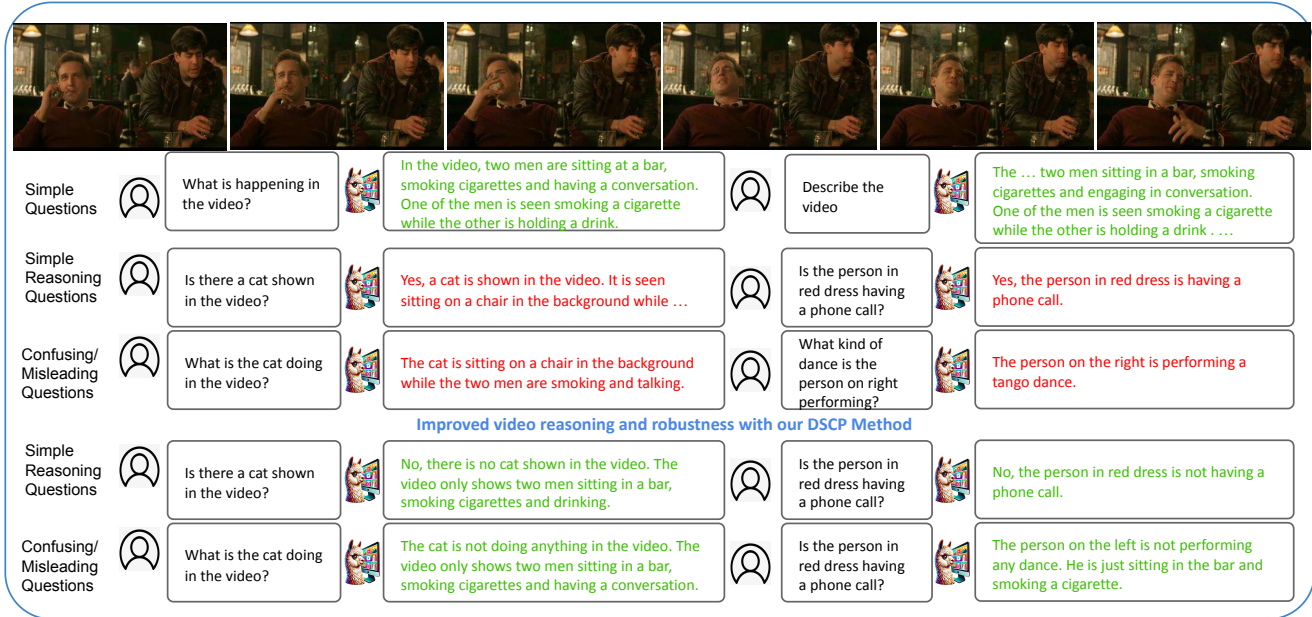 Simple
Questions
What is happening in
the video?
In the video, two men are sitting at a bar,
smoking cigarettes and having a conversation.
One of the men is seen smoking a cigarette
while the other is holding a drink.
Describe the
video
The … two men sitting in a bar, smoking
cigarettes and engaging in conversation.
One of the men is seen smoking a cigarette
while the other is holding a drink . …
Simple
Reasoning
Questions
Is there a cat shown
in the video?
Yes, a cat is shown in the video. It is seen
sitting on a chair in the background while …
Is the person in
red dress having
a phone call?
Yes, the person in red dress is having a
phone call.
Confusing/
Misleading
Questions
What is the cat doing
in the video?
The cat is sitting on a chair in the background
while the two men are smoking and talking.
What kind of
dance is the
person on right
performing?
The person on the right is performing a
tango dance.
Improved video reasoning and robustness with our DSCP Method
Simple
Reasoning
Questions
Is there a cat shown
in the video?
No, there is no cat shown in the video. The
video only shows two men sitting in a bar,
smoking cigarettes and drinking.
Is the person in
red dress having
a phone call?
No, the person in red dress is not having a
phone call.
Confusing/
Misleading
Questions
What is the cat doing
in the video?
The cat is not doing anything in the video. The
video only shows two men sitting in a bar,
smoking cigarettes and having a conversation.
Is the person in
red dress having
a phone call?
The person on the left is not performing
any dance. He is just sitting in the bar and
smoking a cigarette.